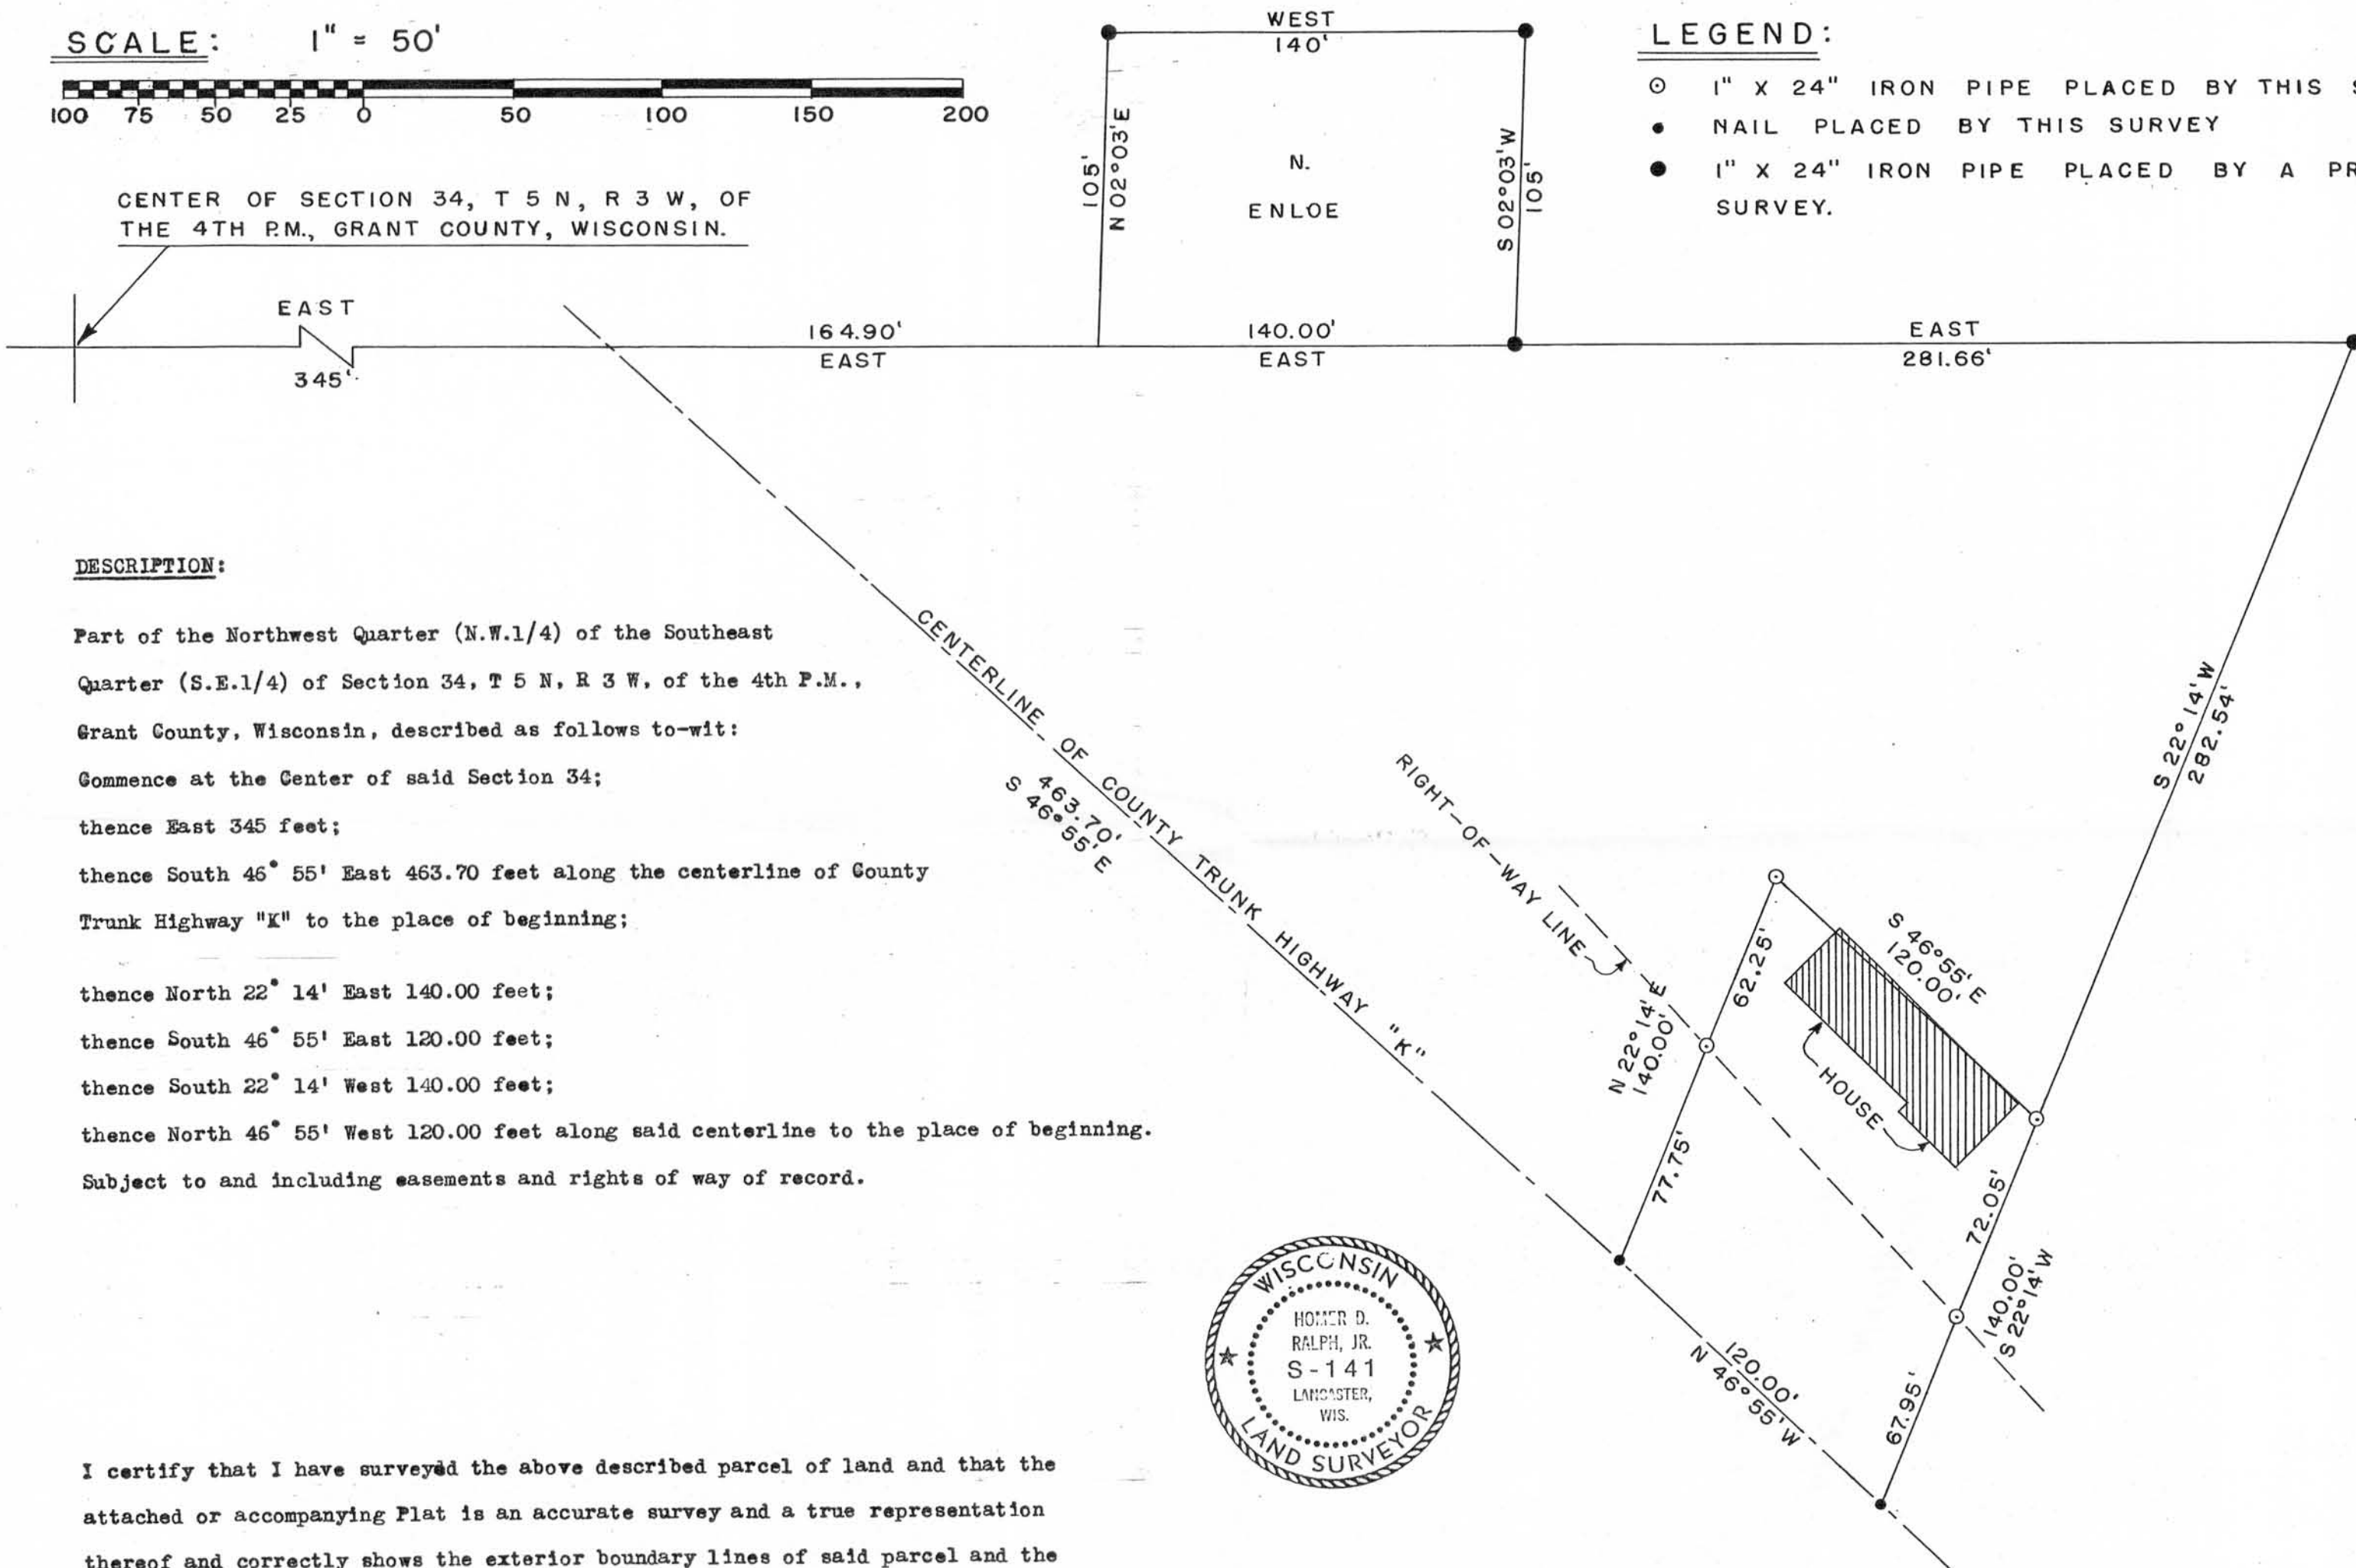 SCALE: 1" = 50'
100 75 50 25 0 50 100 150 200
CENTER OF SECTION 34, T 5 N, R 3 W, OF
THE 4TH P.M., GRANT COUNTY, WISCONSIN.
EAST
345'
164.90'
EAST
WEST
140'
105'
N 02°03'E
N.
ENLOE
S 02°03'W
105'
140.00'
EAST
LEGEND:
1" X 24" IRON PIPE PLACED BY THIS
NAIL PLACED BY THIS SURVEY
1" X 24" IRON PIPE PLACED BY A
SURVEY.
EAST
281.66'
S 22° 14' W
282.54'
DESCRIPTION:
Part of the Northwest Quarter (N.W.1/4) of the Southeast
Quarter (S.E.1/4) of Section 34, T 5 N, R 3 W, of the 4th P.M.,
Grant County, Wisconsin, described as follows to-wit:
Commence at the Center of said Section 34;
thence East 345 feet;
thence South 46° 55' East 463.70 feet along the centerline of County
Trunk Highway "K" to the place of beginning;
thence North 22° 14' East 140.00 feet;
thence South 46° 55' East 120.00 feet;
thence South 22° 14' West 140.00 feet;
thence North 46° 55' West 120.00 feet along said centerline to the place of beginning.
Subject to and including easements and rights of way of record.
CENTERLINE OF COUNTY TRUNK HIGHWAY "K"
463.70'
S 46°55'E
RIGHT-OF-WAY LINE
62.25'
N 22°14'E
140.00'
77.75'
S 46°55'E
120.00'
HOUSE
72.05'
140.00'
S 22°14'W
67.95'
120.00'
N 46°55'W
WISCONSIN
HOMER D.
RALPH, JR.
S-141
LANCASTER,
WIS.
LAND SURVEYOR
I certify that I have surveyed the above described parcel of land and that the
attached or accompanying Plat is an accurate survey and a true representation
thereof and correctly shows the exterior boundary lines of said parcel and the